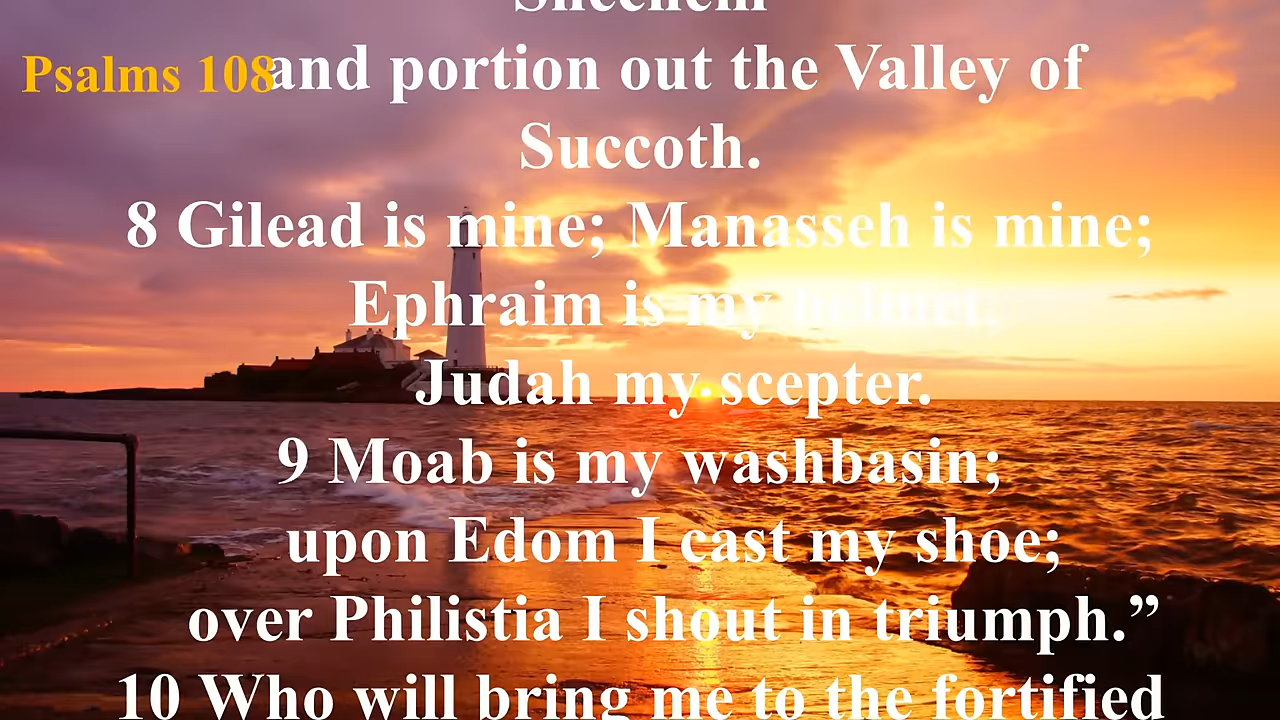 Shechem
Psalms 108
and portion out the Valley of
Succoth.
8 Gilead is mine; Manasseh is mine;
Ephraim is my helmet,
Judah my scepter.
9 Moab is my washbasin;
upon Edom I cast my shoe;
over Philistia I shout in triumph.”
10 Who will bring me to the fortified